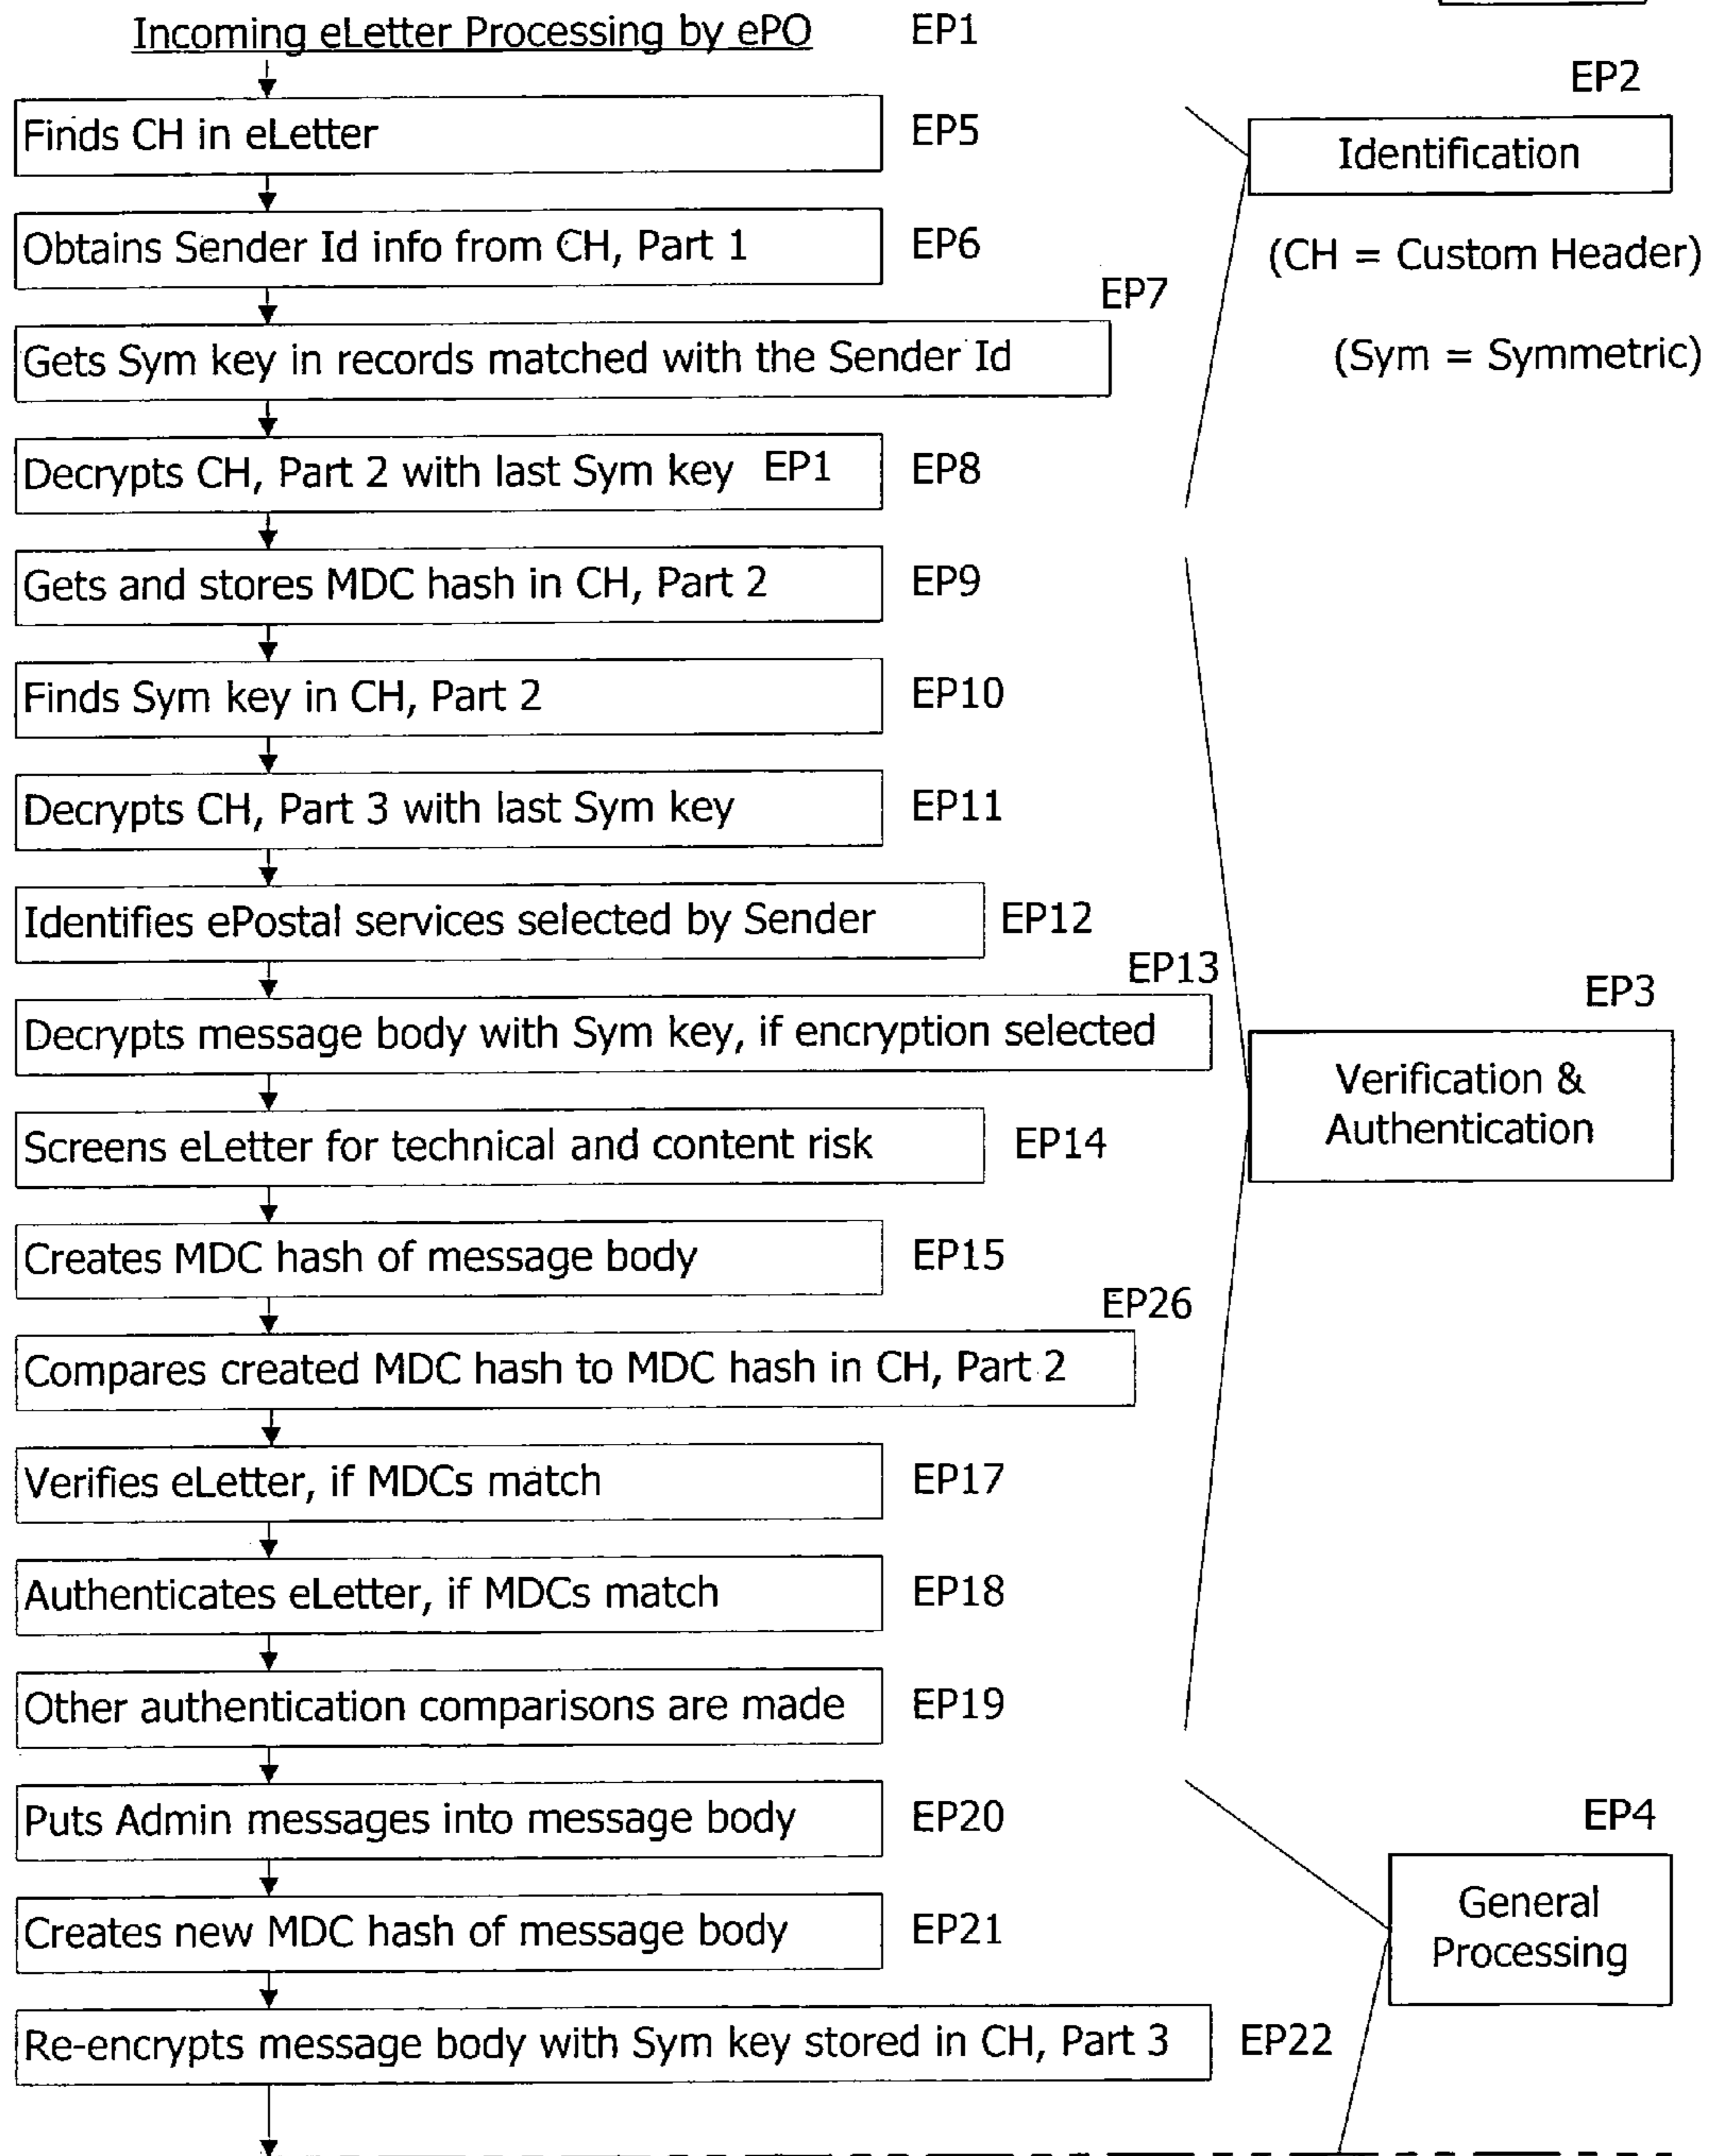 Incoming eLetter Processing by ePO EP1
EP2
Finds CH in eLetter EP5
Identification
Obtains Sender Id info from CH, Part 1 EP6
(CH = Custom Header)
EP7
Gets Sym key in records matched with the Sender Id
(Sym = Symmetric)
Decrypts CH, Part 2 with last Sym key EP1 EP8
Gets and stores MDC hash in CH, Part 2 EP9
Finds Sym key in CH, Part 2 EP10
Decrypts CH, Part 3 with last Sym key EP11
Identifies ePostal services selected by Sender EP12
EP13
Decrypts message body with Sym key, if encryption selected
EP3
Verification &
Authentication
Screens eLetter for technical and content risk EP14
Creates MDC hash of message body EP15
EP26
Compares created MDC hash to MDC hash in CH, Part 2
Verifies eLetter, if MDCs match EP17
Authenticates eLetter, if MDCs match EP18
Other authentication comparisons are made EP19
Puts Admin messages into message body EP20
EP4
General
Processing
Creates new MDC hash of message body EP21
Re-encrypts message body with Sym key stored in CH, Part 3 EP22